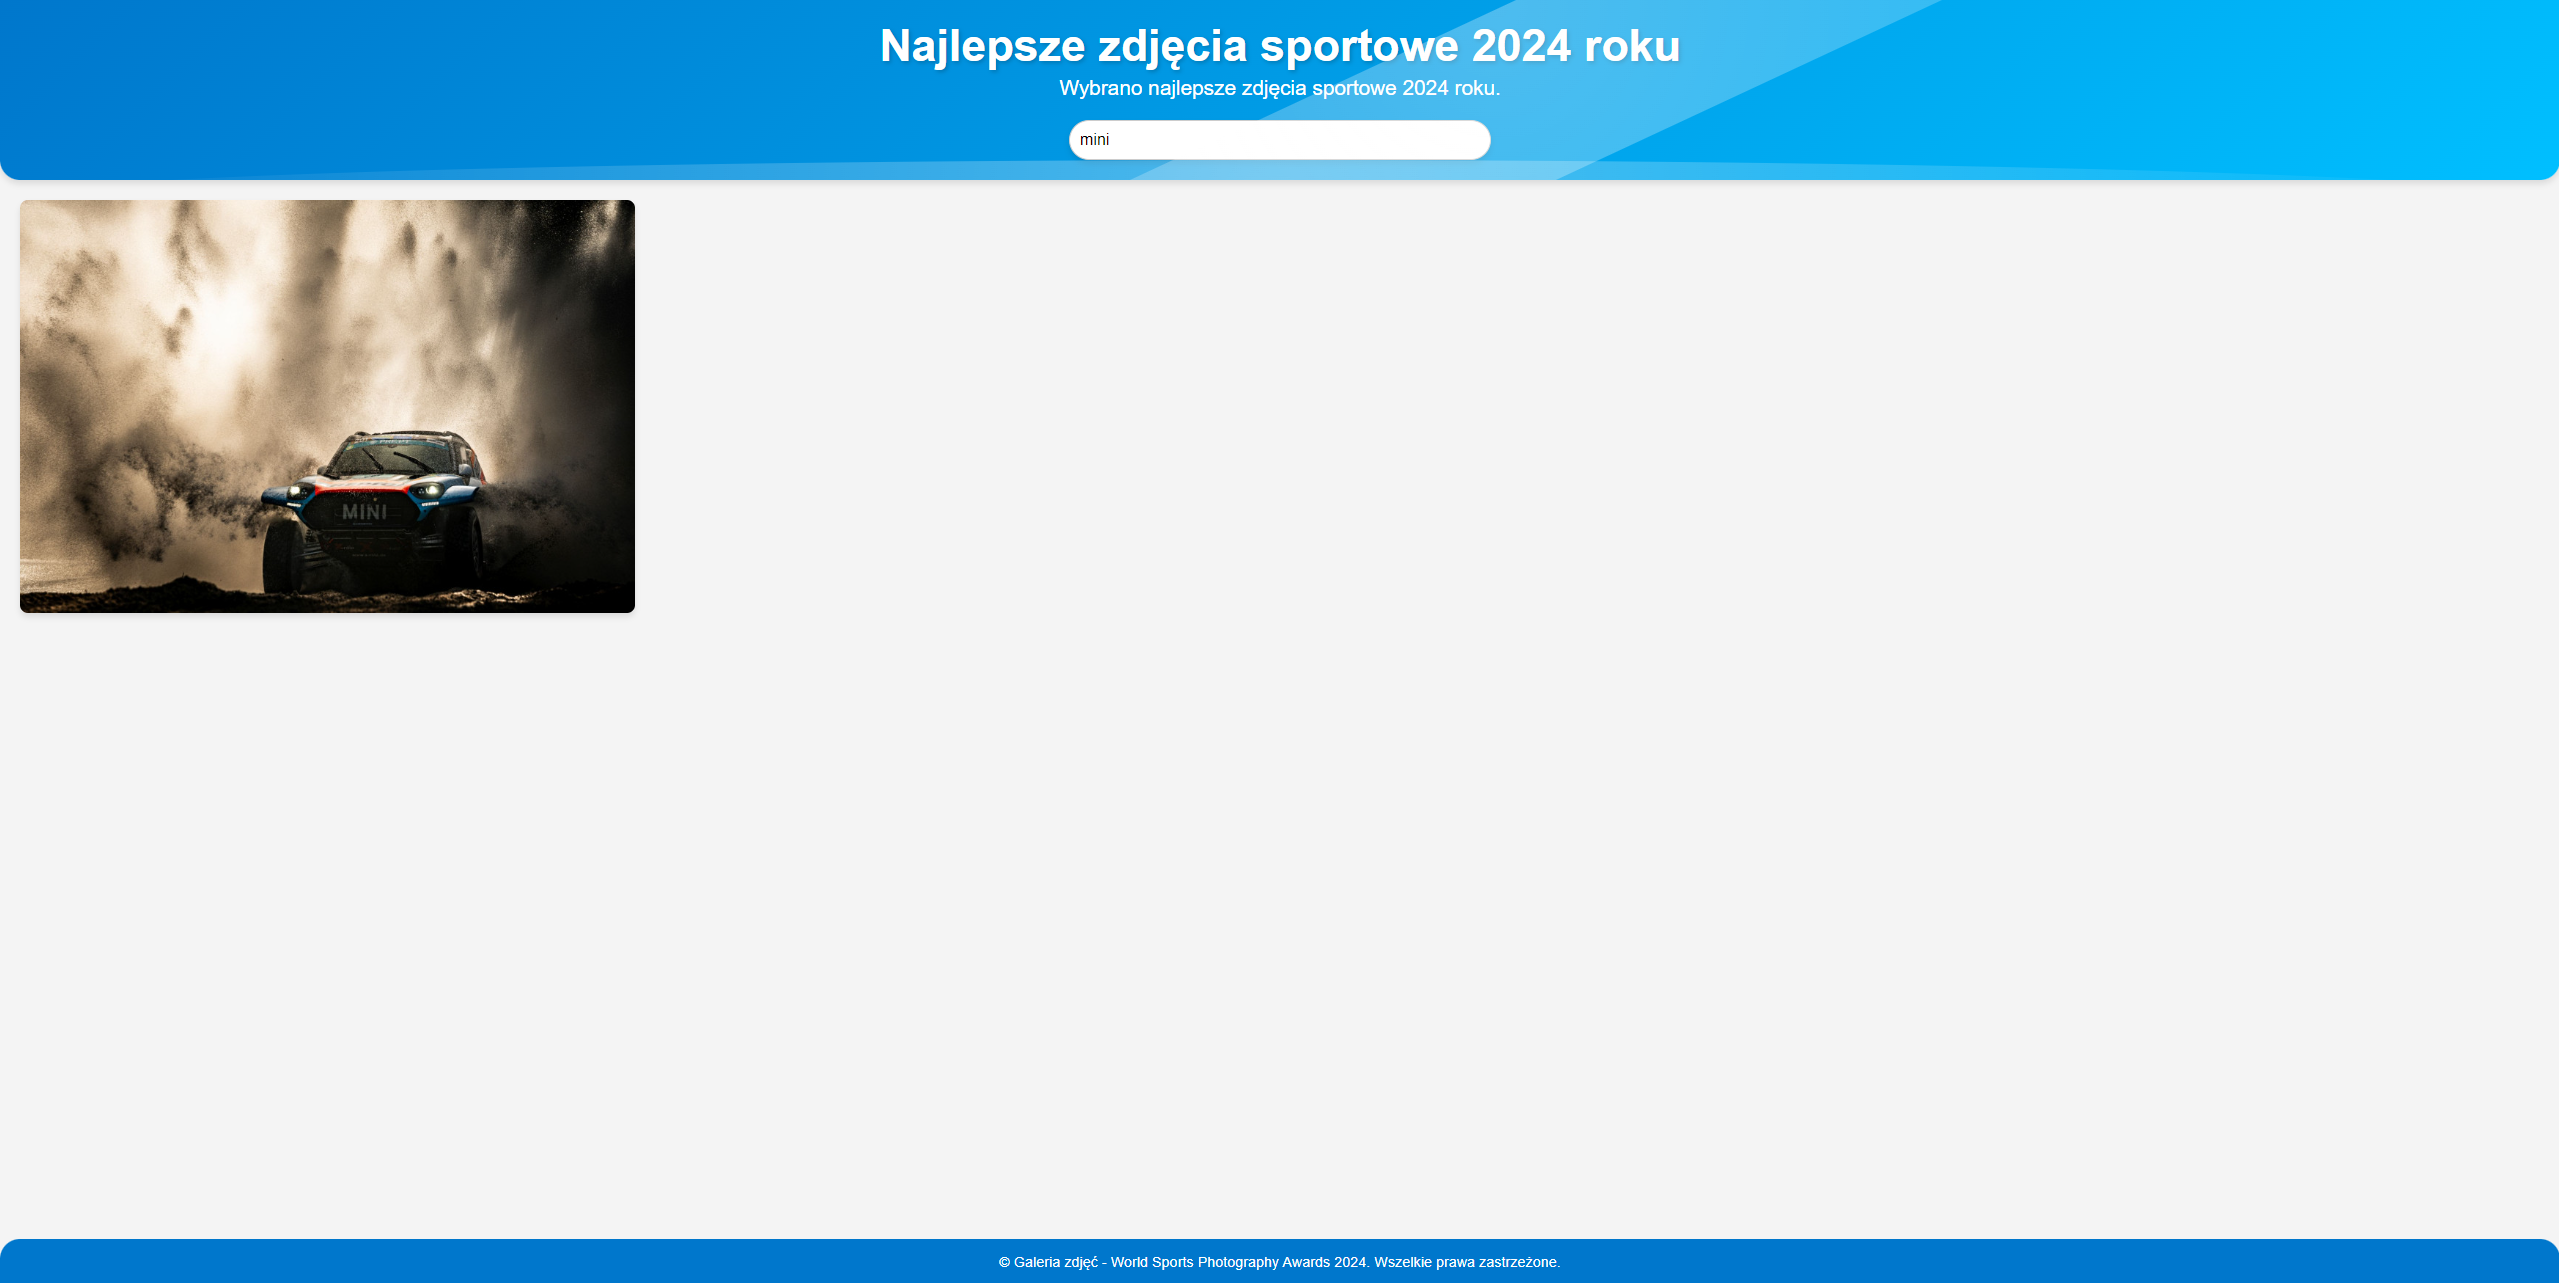 Najlepsze zdjęcia sportowe 2024 roku
Wybrano najlepsze zdjęcia sportowe 2024 roku.
mini
MINI
© Galeria zdjęć - World Sports Photography Awards 2024. Wszelkie prawa zastrzeżone.